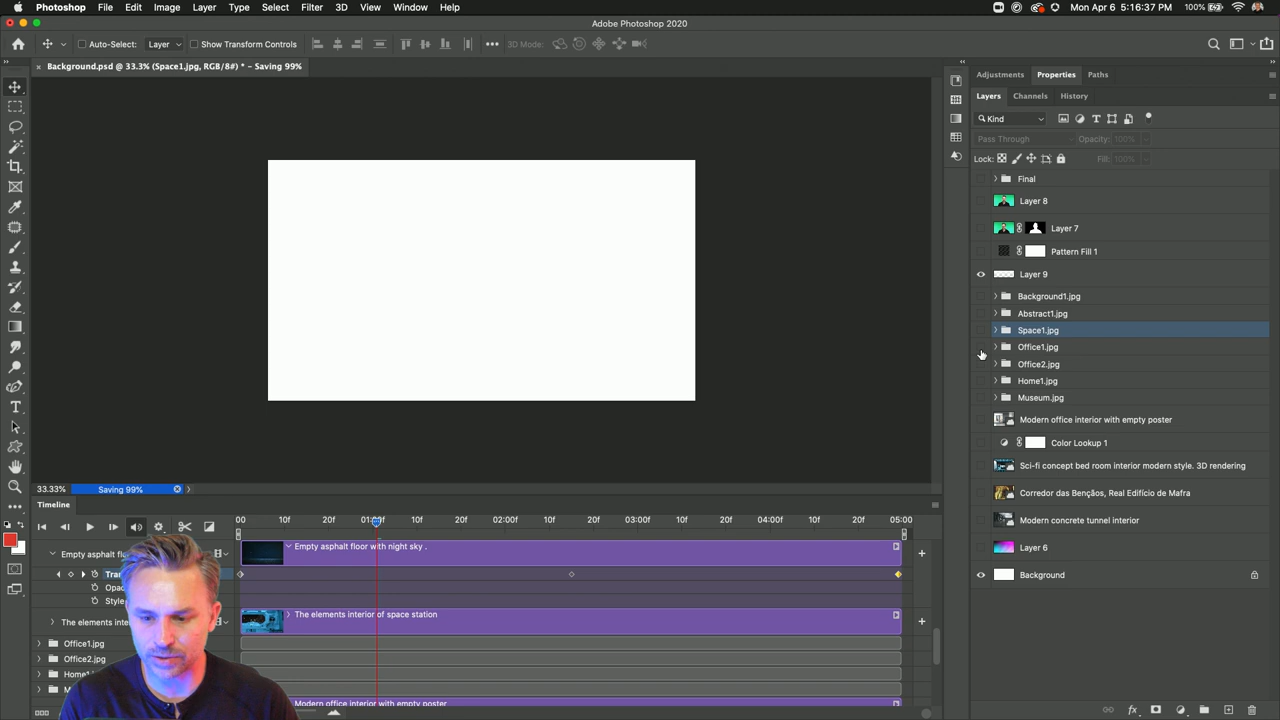 Photoshop File Edit Image Layer Type Select Filter 3D View Window Help 100% Mon Apr 6 5:16:37 PM
Adobe Photoshop 2020
Auto-Select: Layer Show Transform Controls 3D Mode:
Background.psd @ 33.3% (Space1.jpg, RGB/8#) * – Saving 99%
Adjustments Properties Paths
Layers Channels History
Kind
Pass Through Opacity: 100%
Lock: Fill: 100%
Final
Layer 8
Layer 7
Pattern Fill 1
Layer 9
Background1.jpg
Abstract1.jpg
Space1.jpg
Office1.jpg
Office2.jpg
Home1.jpg
Museum.jpg
Modern office interior with empty poster
Color Lookup 1
Sci-fi concept bed room interior modern style. 3D rendering
Corredor das Bençãos, Real Edifício de Mafra
Modern concrete tunnel interior
Layer 6
Background
33.33% Saving 99%
Timeline
00 10f 20f 01:00f 10f 20f 02:00f 10f 20f 03:00f 10f 20f 04:00f 10f 20f 05:00
Empty asphalt Empty asphalt floor with night sky .
Opac
Style
The elements The elements interior of space station
Office1.jpg
Office2.jpg
Modern office interior with empty poster